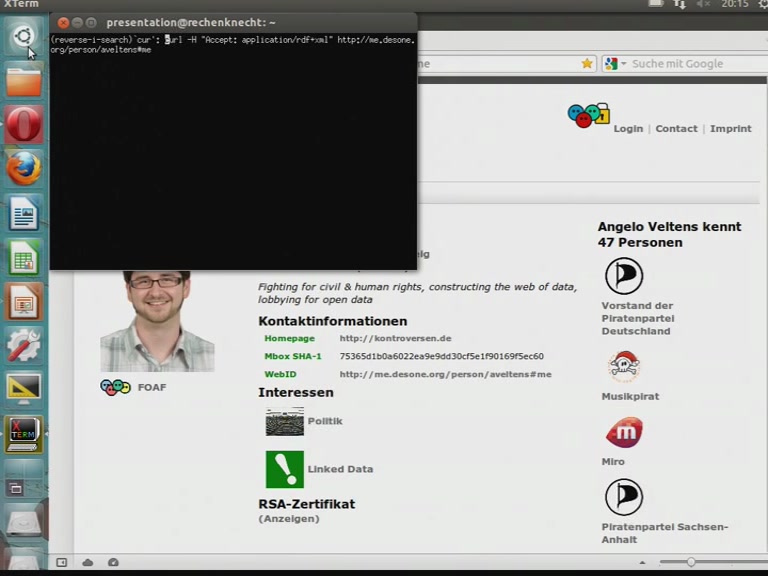 XTerm
20:15
presentation@rechenknecht: ~
(reverse-i-search)`cur': curl -H "Accept: application/rdf+xml" http://me.desone.
org/person/aveltens#me
me
Suche mit Google
Login | Contact | Imprint
ig
Fighting for civil & human rights, constructing the web of data,
lobbying for open data
Kontaktinformationen
Homepage http://kontroversen.de
Mbox SHA-1 75365d1b0a6022ea9e9dd30cf5e1f90169f5ec60
WebID http://me.desone.org/person/aveltens#me
FOAF
Interessen
Politik
Linked Data
RSA-Zertifikat
(Anzeigen)
Angelo Veltens kennt
47 Personen
Vorstand der
Piratenpartei
Deutschland
Musikpirat
Miro
Piratenpartei Sachsen-
Anhalt
X
TERM